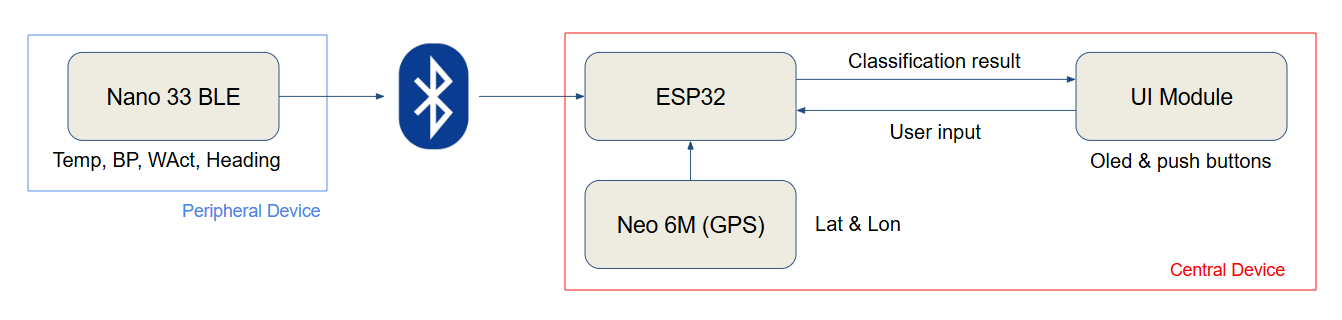 Nano 33 BLE
Temp, BP, WAct, Heading
Peripheral Device
ESP32
Classification result
User input
UI Module
Oled & push buttons
Neo 6M (GPS)
Lat & Lon
Central Device